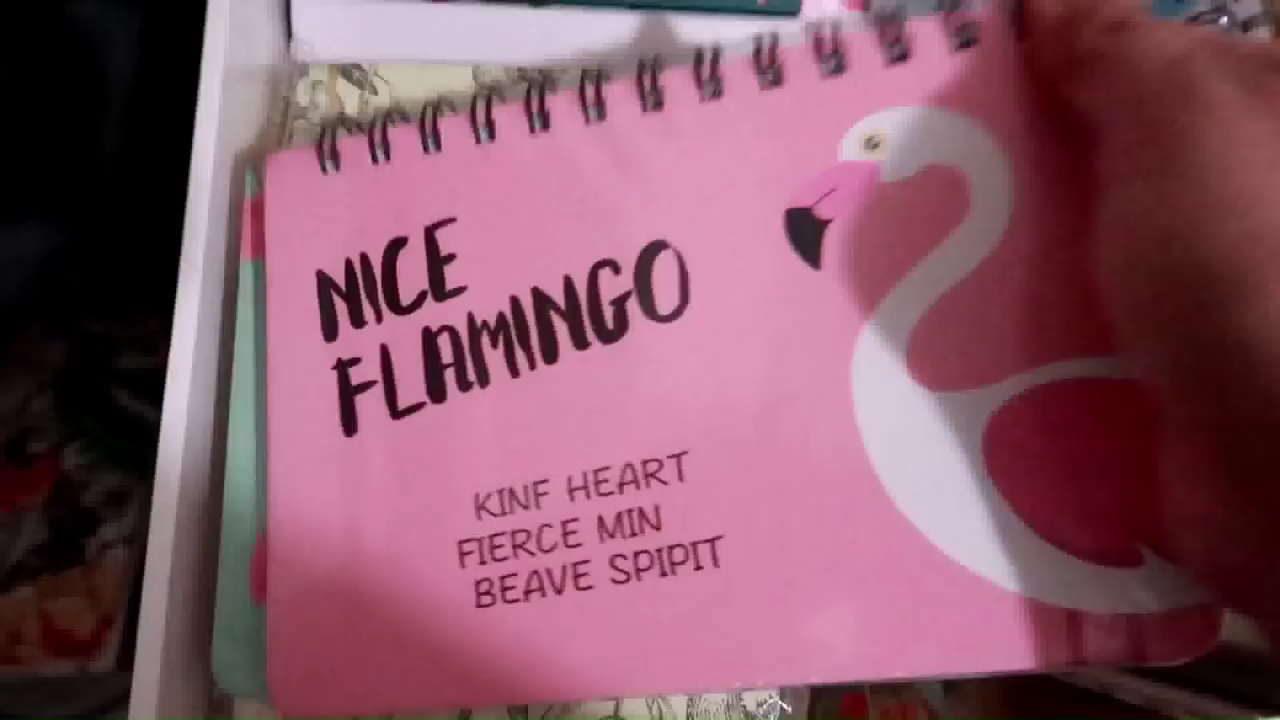 NICE
FLAMINGO
KINF HEART
FIERCE MIN
BEAVE SPIPIT